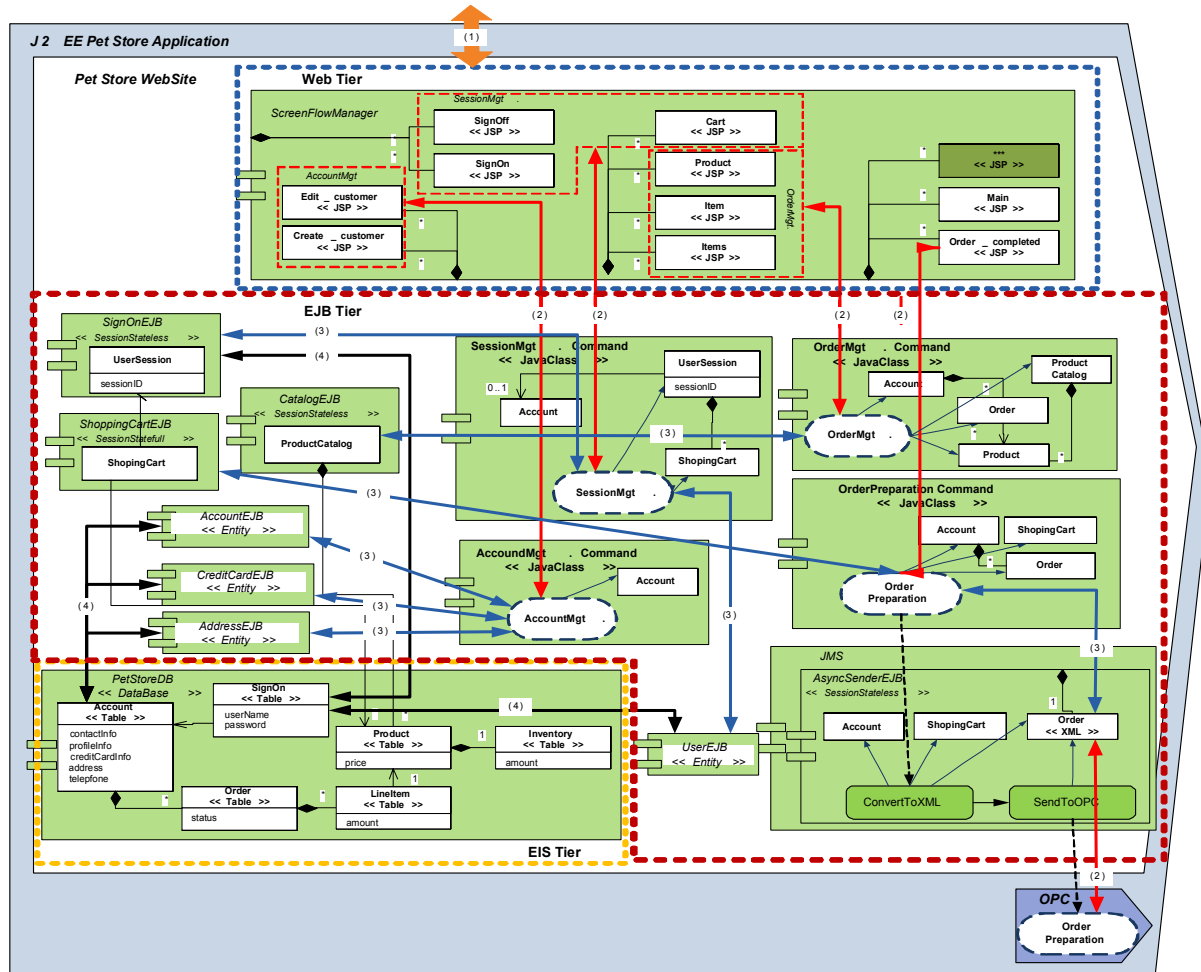 ( 1 )
J 2 EE Pet Store Application
Pet Store WebSite
Web Tier
ScreenFlowManager
SessionMgt .
SignOff
<< JSP >>
SignOn
<< JSP >>
AccountMgt
Edit _ customer
<< JSP >>
Create _ customer
<< JSP >>
Cart
<< JSP >>
Product
<< JSP >>
Item
<< JSP >>
Items
<< JSP >>
OrderMgt.
***
<< JSP >>
Main
<< JSP >>
Order _ completed
<< JSP >>
* * * * * * * * * * *
EJB Tier
( 2 )
( 2 )
( 2 )
( 2 )
SignOnEJB
<< SessionStateless >>
UserSession
sessionID
( 3 )
( 4 )
ShoppingCartEJB
<< SessionStatefull >>
ShopingCart
CatalogEJB
<< SessionStateless >>
ProductCatalog
SessionMgt . Command
<< JavaClass >>
UserSession
sessionID
0..1
Account
*
ShopingCart
SessionMgt .
OrderMgt . Command
<< JavaClass >>
Account
Product
Catalog
*
Order
*
Product
*
OrderMgt .
( 3 )
( 3 )
OrderPreparation Command
<< JavaClass >>
Account
ShopingCart
*
Order
Order
Preparation
AccountEJB
<< Entity >>
( 3 )
CreditCardEJB
<< Entity >>
( 3 )
( 4 )
AddressEJB
<< Entity >>
( 3 )
AccoundMgt . Command
<< JavaClass >>
Account
AccountMgt .
( 3 )
( 3 )
PetStoreDB
<< DataBase >>
Account
<< Table >>
contactInfo
profileInfo
creditCardInfo
address
telepfone
SignOn
<< Table >>
userName
password
( 4 )
Product
<< Table >>
price
1
Inventory
<< Table >>
amount
*
Order
<< Table >>
status
*
1
LineItem
<< Table >>
amount
EIS Tier
UserEJB
<< Entity >>
JMS
AsyncSenderEJB
<< SessionStateless >>
Account
ShopingCart
1
Order
<< XML >>
ConvertToXML
SendToOPC
( 2 )
OPC
Order
Preparation